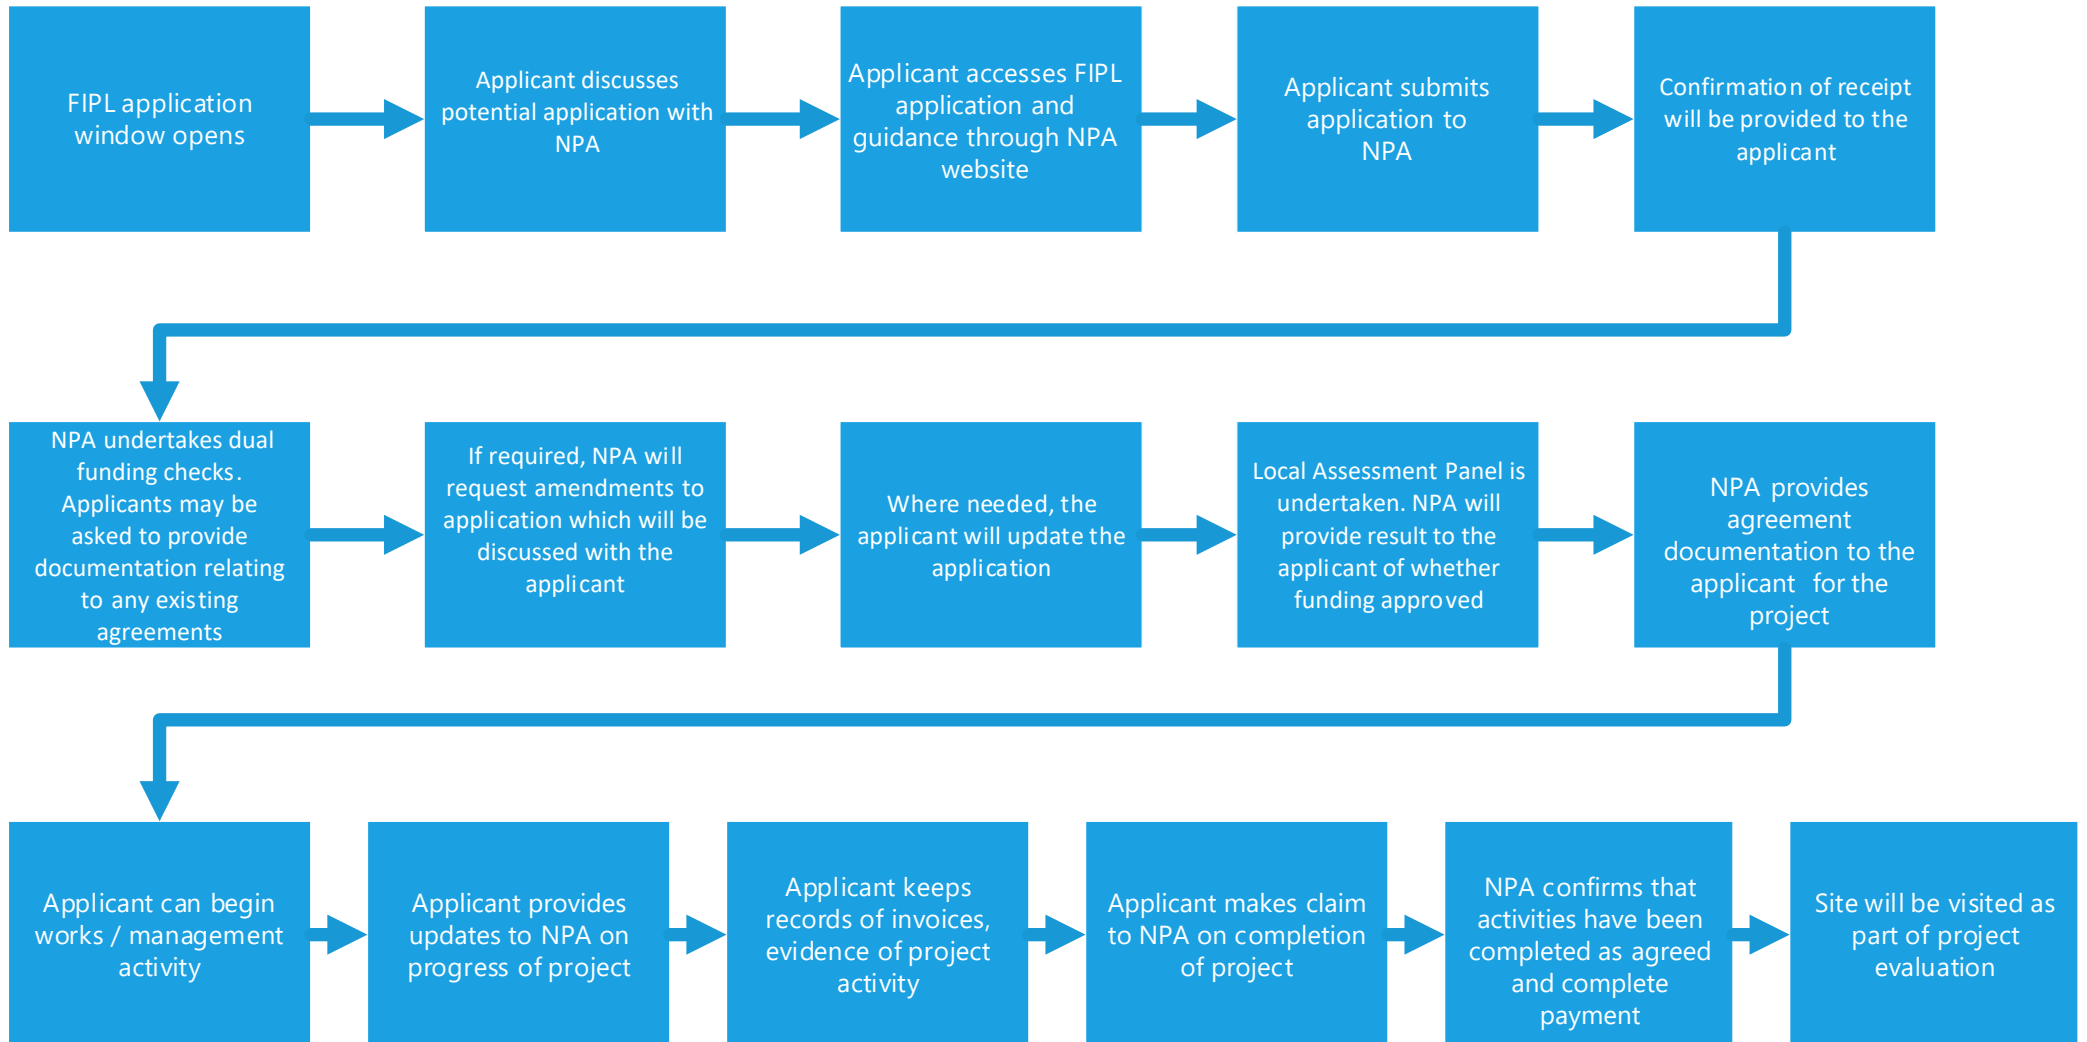 FIPL application
window opens
Applicant discusses
potential application with
NPA
Applicant accesses FIPL
application and
guidance through NPA
website
Applicant submits
application to
NPA
Confirmation of receipt
will be provided to the
applicant
NPA undertakes dual
funding checks.
Applicants may be
asked to provide
documentation relating
to any existing
agreements
If required, NPA will
request amendments to
application which will be
discussed with the
applicant
Where needed, the
applicant will update the
application
Local Assessment Panel is
undertaken. NPA will
provide result to the
applicant of whether
funding approved
NPA provides
agreement
documentation to the
applicant for the
project
Applicant can begin
works / management
activity
Applicant provides
updates to NPA on
progress of project
Applicant keeps
records of invoices,
evidence of project
activity
Applicant makes claim
to NPA on completion
of project
NPA confirms that
activities have been
completed as agreed
and complete
payment
Site will be visited as
part of project
evaluation